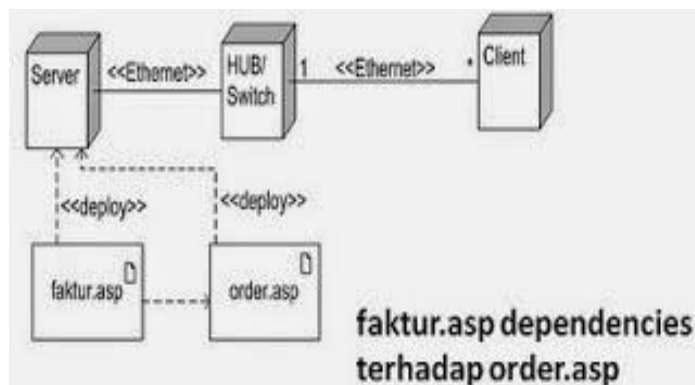 Server
<<Ethernet>>
HUB/
Switch
1
<<Ethernet>>
*
Client
<<deploy>>
<<deploy>>
faktur.asp
order.asp
faktur.asp dependencies
terhadap order.asp